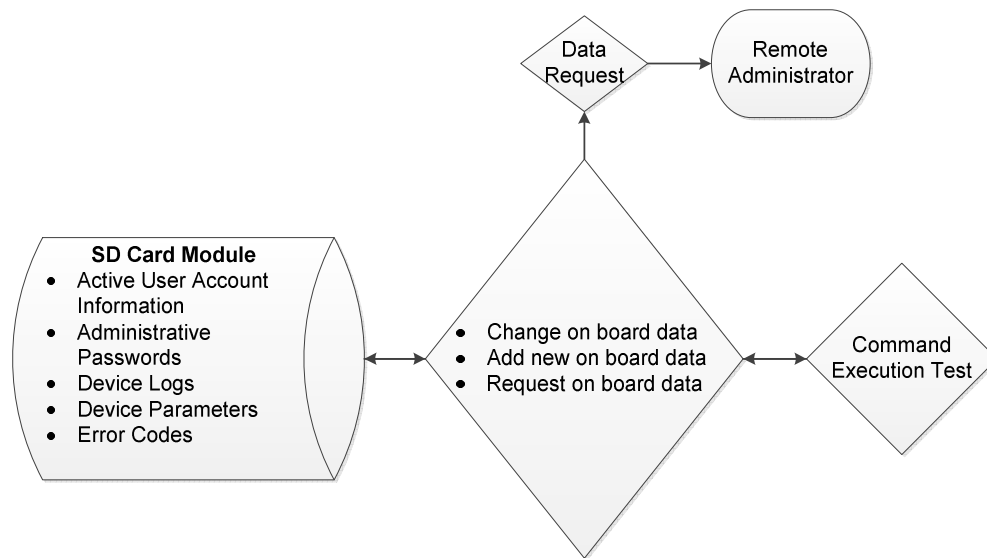 Data
Request
Remote
Administrator
SD Card Module
• Active User Account
Information
• Administrative
Passwords
• Device Logs
• Device Parameters
• Error Codes
• Change on board data
• Add new on board data
• Request on board data
Command
Execution Test